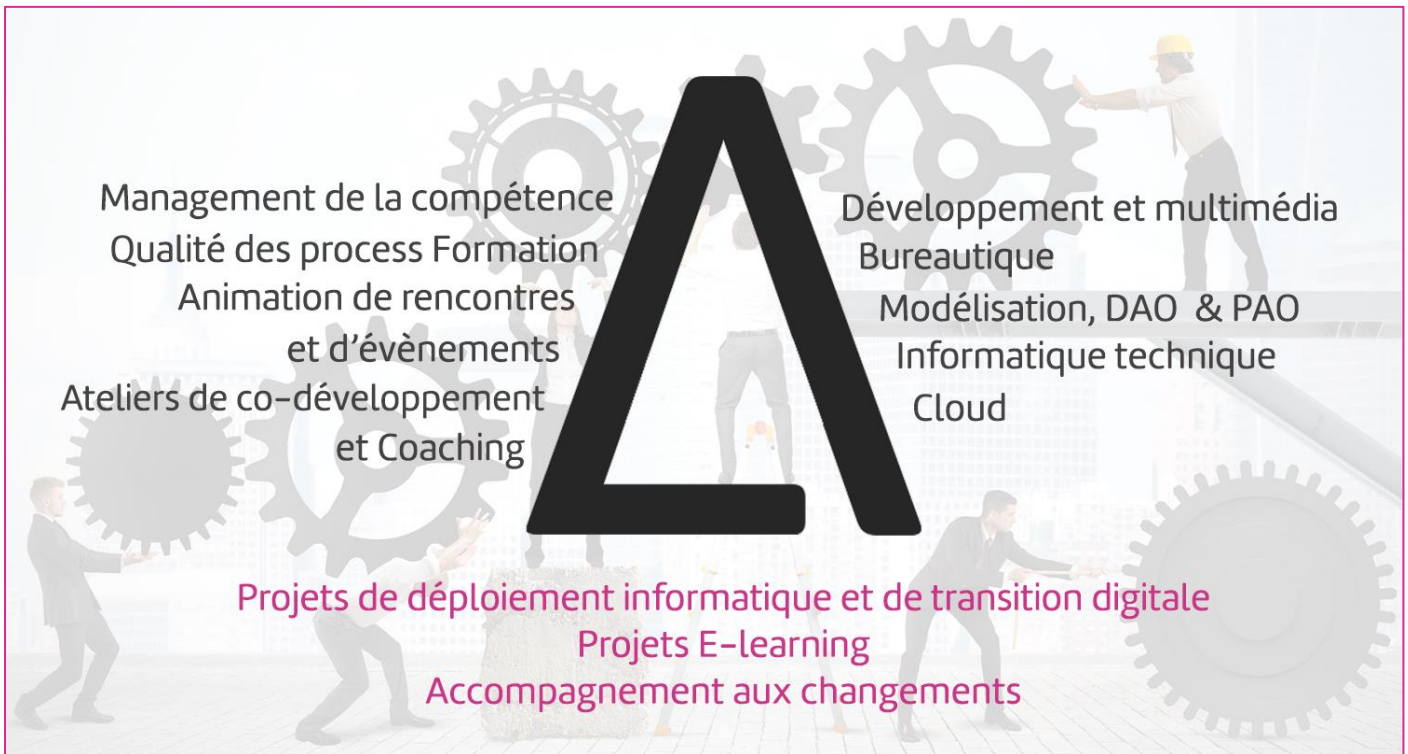 Management de la compétence
Qualité des process Formation
Animation de rencontres
et d'évènements
Ateliers de co-développement
et Coaching
Développement et multimédia
Bureautique
Modélisation, DAO & PAO
Informatique technique
Cloud
Projets de déploiement informatique et de transition digitale
Projets E-learning
Accompagnement aux changements